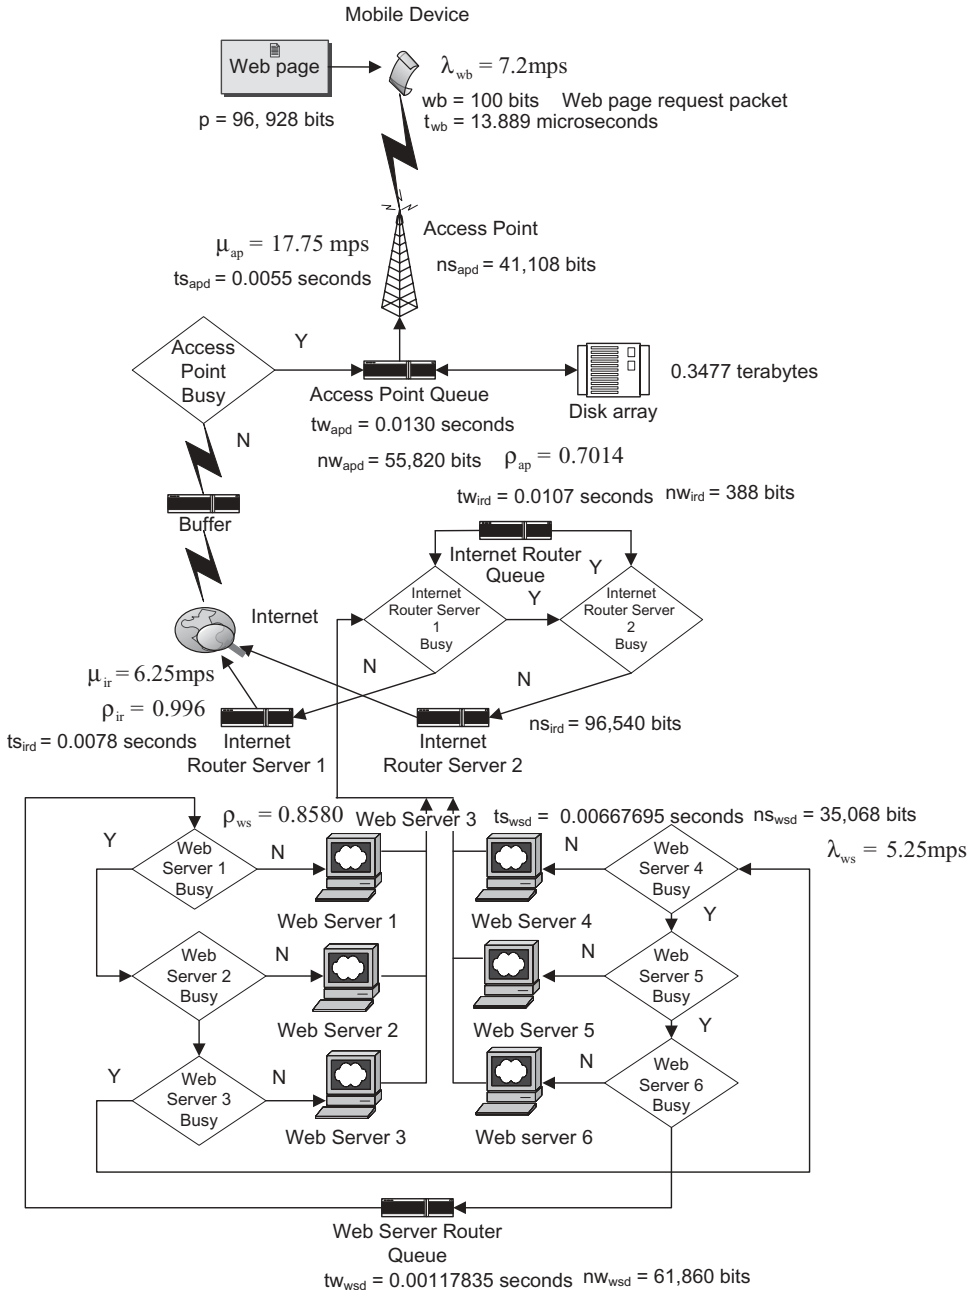 Mobile Device
Web page
λwb = 7.2mps
wb = 100 bits Web page request packet
p = 96, 928 bits
twb = 13.889 microseconds
Access Point
μap = 17.75 mps
nsapd = 41,108 bits
tsapd = 0.0055 seconds
Access
Point
Busy
Y
N
0.3477 terabytes
Access Point Queue
Disk array
twapd = 0.0130 seconds
nwapd = 55,820 bits
ρap = 0.7014
twird = 0.0107 seconds
nwird = 388 bits
Buffer
Internet Router
Queue
Y
Internet
Router Server
1
Busy
Y
Internet
Router Server
2
Busy
Internet
N
N
μir = 6.25mps
ρir = 0.996
tsird = 0.0078 seconds
Internet
Router Server 1
Internet
Router Server 2
nsird = 96,540 bits
ρws = 0.8580
Web Server 3
tswsd = 0.00667695 seconds
nswsd = 35,068 bits
λws = 5.25mps
Y
Web
Server 1
Busy
N
Web Server 1
Web Server 4
N
Web
Server 4
Busy
Y
Web
Server 2
Busy
N
Web Server 2
Web Server 5
N
Web
Server 5
Busy
Y
Y
Web
Server 3
Busy
N
Web Server 3
Web server 6
N
Web
Server 6
Busy
Web Server Router
Queue
twwsd = 0.00117835 seconds
nwwsd = 61,860 bits